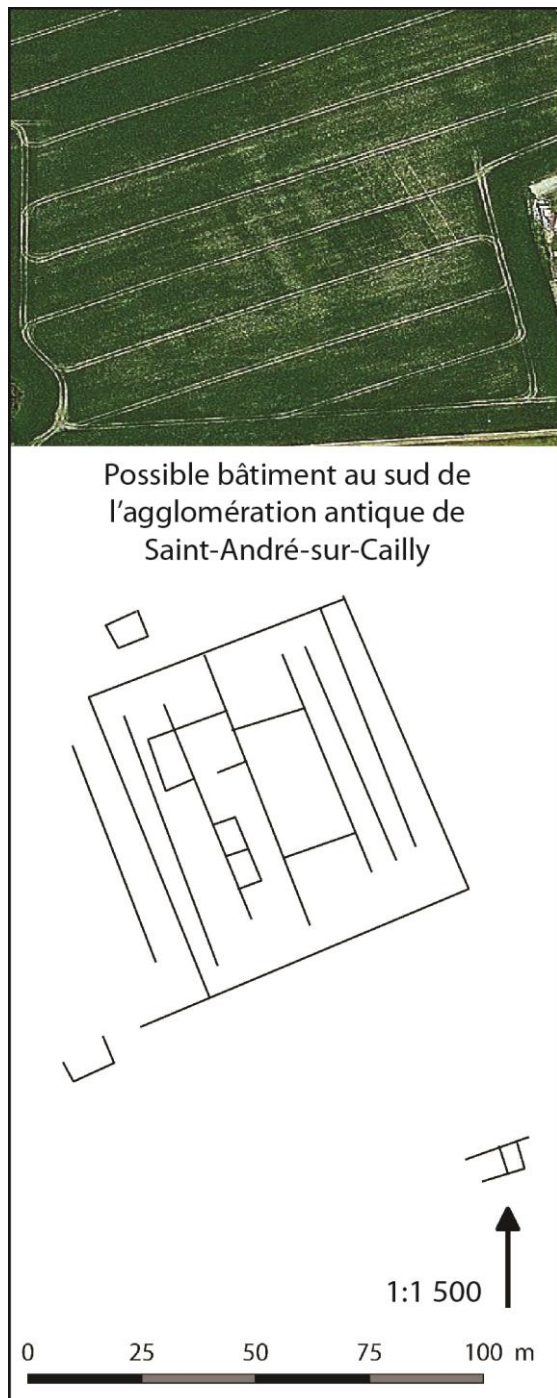 Possible bâtiment au sud de
l'agglomération antique de
Saint-André-sur-Cailly
1:1 500
0 25 50 75 100 m